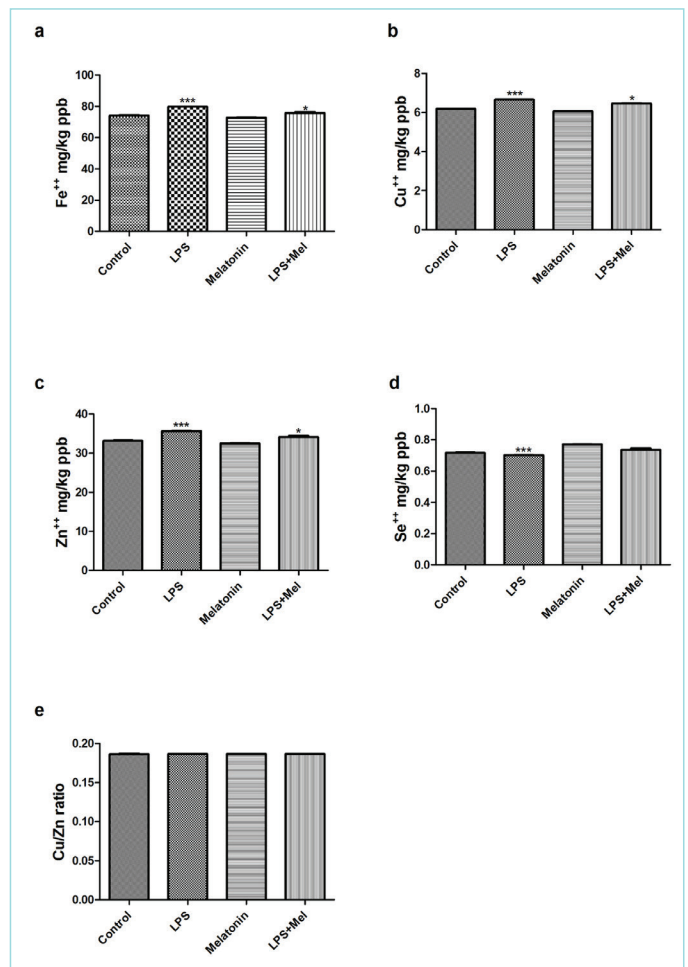 a
Fe++ mg/kg ppb
100
80
60
40
20
0
***
*
Control
LPS
Melatonin
LPS+Mel
b
Cu++ mg/kg ppb
8
6
4
2
0
***
*
Control
LPS
Melatonin
LPS+Mel
c
Zn++ mg/kg ppb
40
30
20
10
0
***
*
Control
LPS
Melatonin
LPS+Mel
d
Se++ mg/kg ppb
1.0
0.8
0.6
0.4
0.2
0.0
***
Control
LPS
Melatonin
LPS+Mel
e
Cu/Zn ratio
0.20
0.15
0.10
0.05
0.00
Control
LPS
Melatonin
LPS+Mel